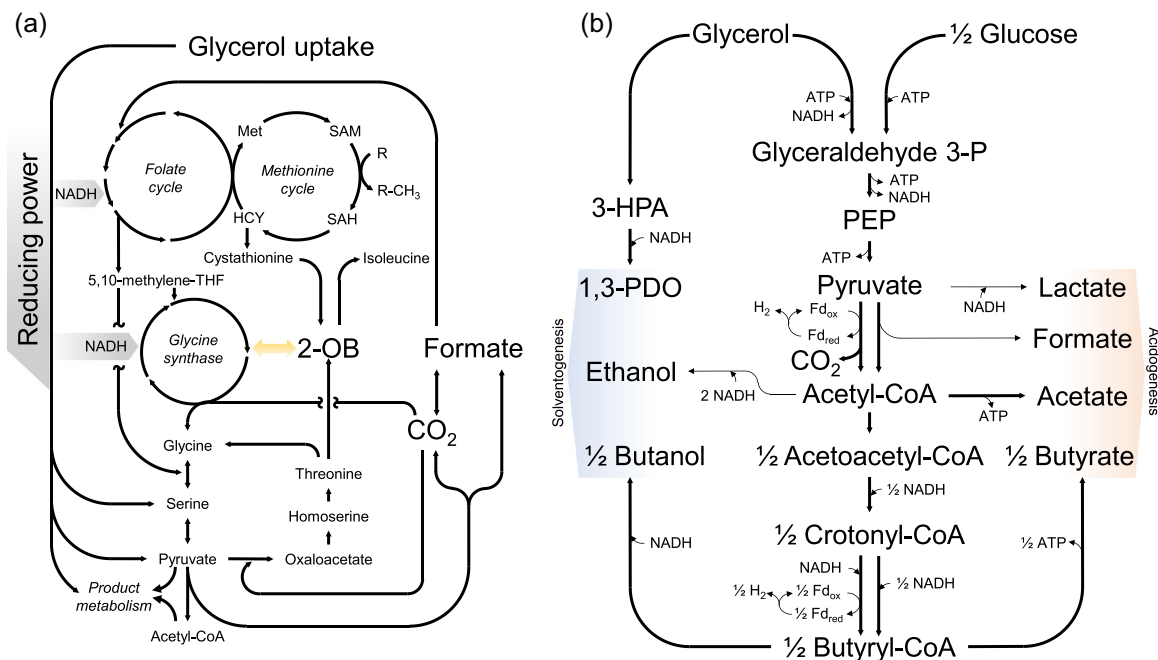 (a)
Glycerol uptake
Reducing power
Met
SAM
Folate
cycle
Methionine
cycle
R
R-CH₃
NADH
HCY
SAH
Cystathionine
Isoleucine
5,10-methylene-THF
NADH
Glycine
synthase
2-OB
Formate
CO₂
Glycine
Threonine
Serine
Homoserine
Pyruvate
Oxaloacetate
Product
metabolism
Acetyl-CoA
(b)
Glycerol
½ Glucose
ATP
NADH
ATP
Glyceraldehyde 3-P
ATP
NADH
3-HPA
PEP
NADH
ATP
1,3-PDO
Pyruvate
Lactate
NADH
H₂
Fdox
Fdred
Formate
CO₂
Solventogenesis
Acidogenesis
Ethanol
2 NADH
Acetyl-CoA
Acetate
ATP
½ Butanol
½ Acetoacetyl-CoA
½ Butyrate
½ NADH
½ Crotonyl-CoA
NADH
½ ATP
NADH
½ NADH
½ H₂
½ Fdox
½ Fdred
½ Butyryl-CoA